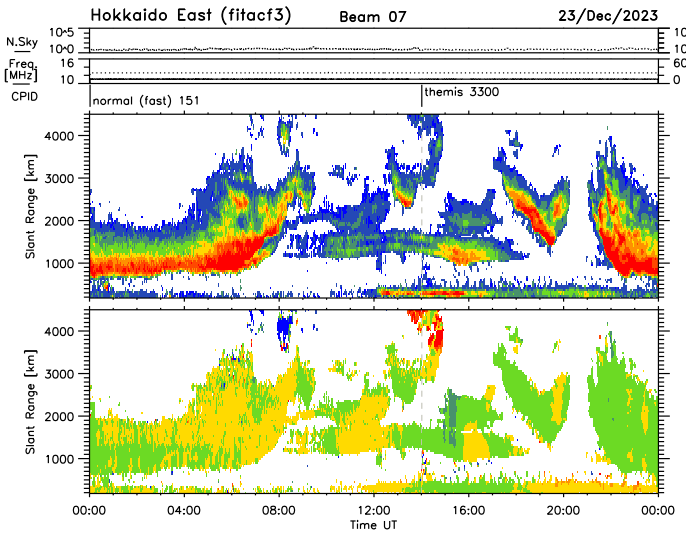 Hokkaido East (fitacf3) Beam 07 23/Dec/2023
10^5 10
N.Sky
10^0 10
Freq. 16 60
[MHz] 10 0
CPID normal (fast) 151 themis 3300
4000
3000
2000
1000
Slant Range [km]
4000
3000
2000
1000
Slant Range [km]
00:00 04:00 08:00 12:00 16:00 20:00 00:00
Time UT